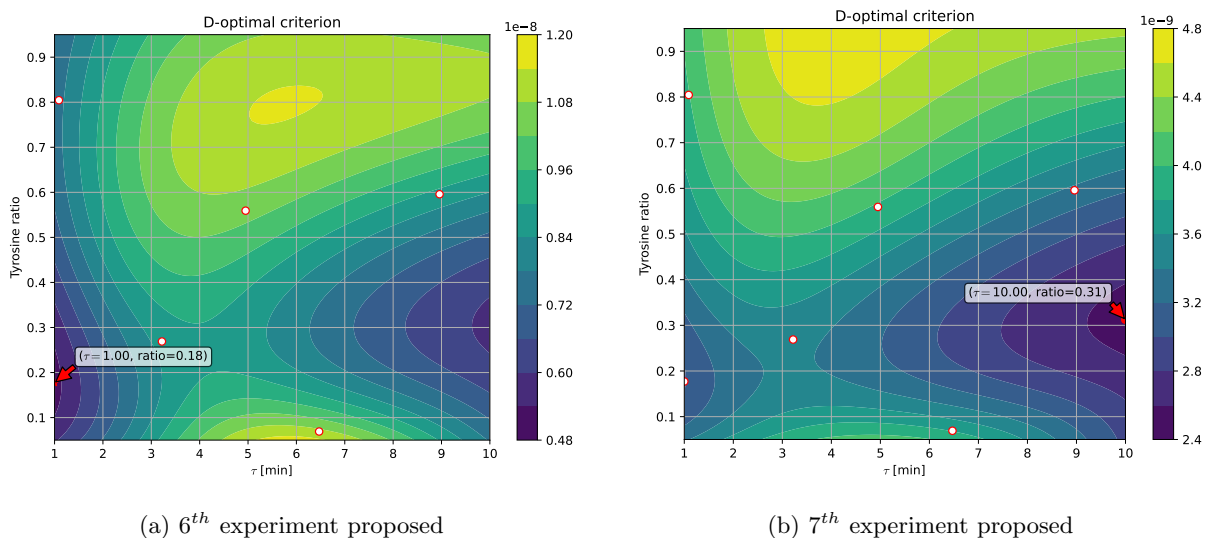 D-optimal criterion
1e−8
Tyrosine ratio
0.9
0.8
0.7
0.6
0.5
0.4
0.3
0.2
0.1
(τ = 1.00, ratio=0.18)
1 2 3 4 5 6 7 8 9 10
τ [min]
1.20
1.08
0.96
0.84
0.72
0.60
0.48
(a) 6th experiment proposed
D-optimal criterion
1e−9
Tyrosine ratio
0.9
0.8
0.7
0.6
0.5
0.4
0.3
0.2
0.1
(τ = 10.00, ratio=0.31)
1 2 3 4 5 6 7 8 9 10
τ [min]
4.8
4.4
4.0
3.6
3.2
2.8
2.4
(b) 7th experiment proposed